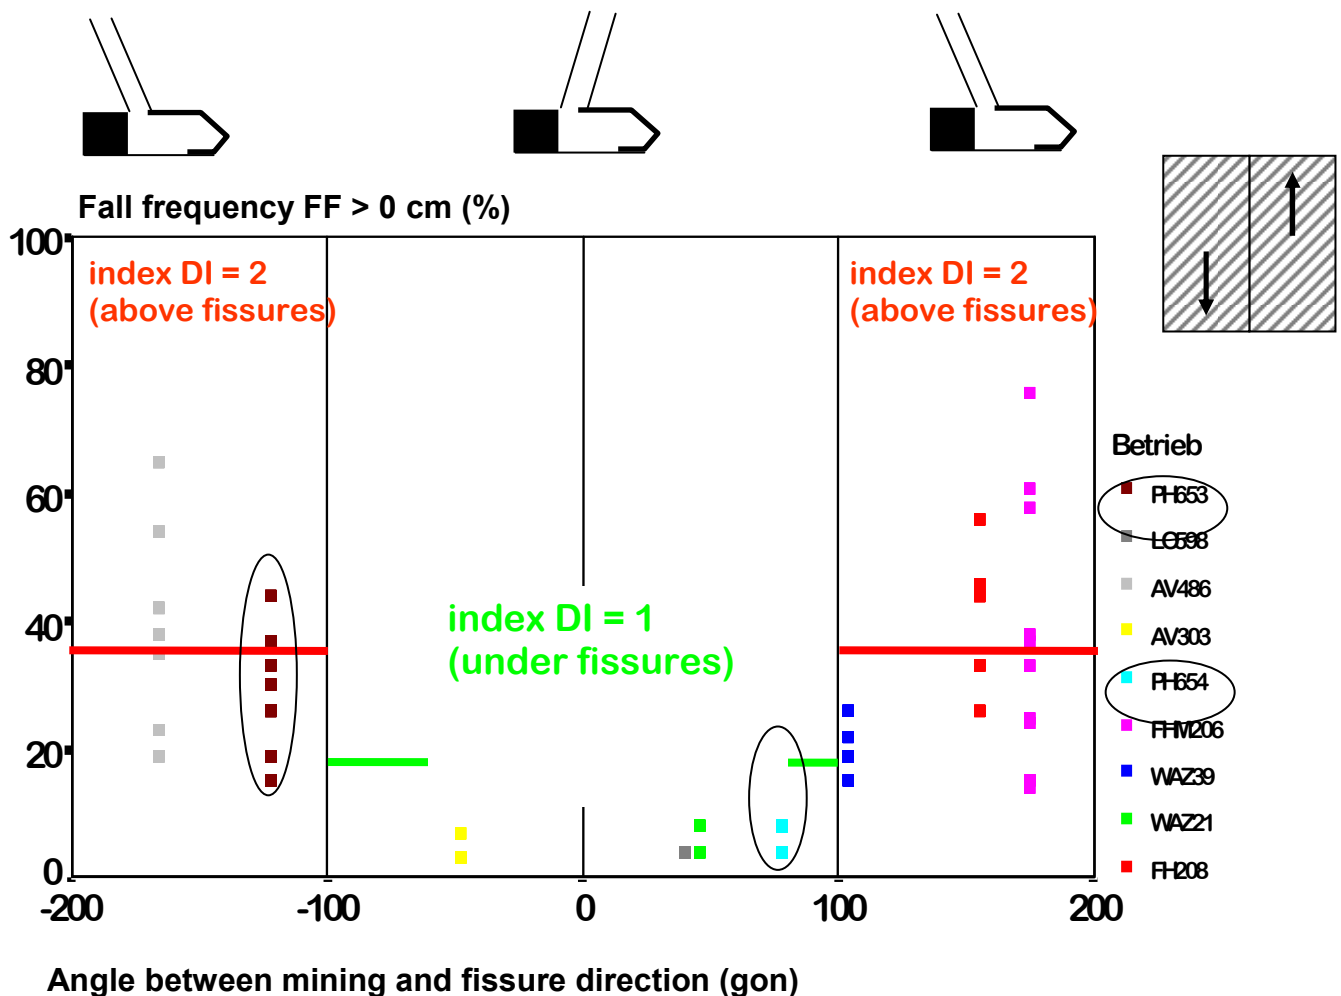 Fall frequency FF > 0 cm (%)
100
80
60
40
20
0
index DI = 2
(above fissures)
index DI = 1
(under fissures)
index DI = 2
(above fissures)
-200
-100
0
100
200
Angle between mining and fissure direction (gon)
Betrieb
PH653
LO598
AV486
AV303
PH654
FHM206
WAZ39
WAZ21
FH208